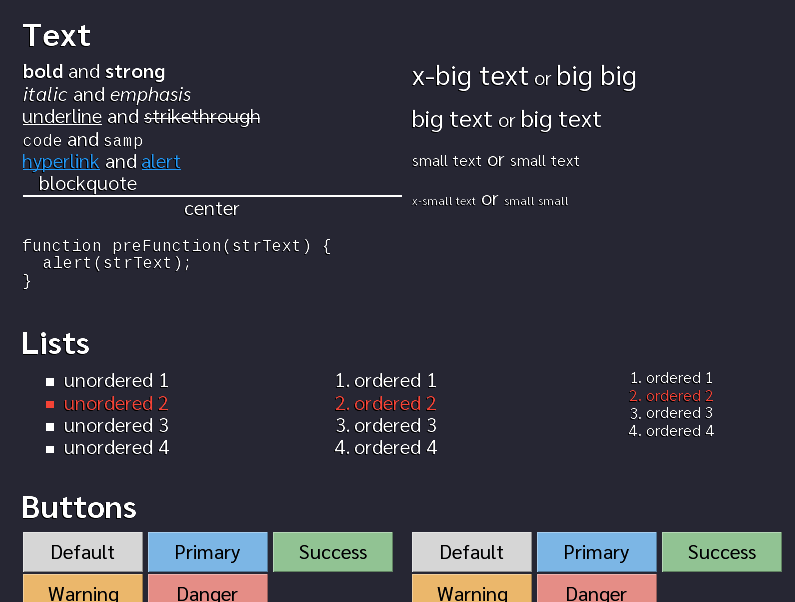 Text
bold and strong
italic and emphasis
underline and strikethrough
code and samp
hyperlink and alert
blockquote
center
function preFunction(strText) {
  alert(strText);
}
x-big text or big big
big text or big text
small text or small text
x-small text or small small
Lists
unordered 1
unordered 2
unordered 3
unordered 4
1. ordered 1
2. ordered 2
3. ordered 3
4. ordered 4
1. ordered 1
2. ordered 2
3. ordered 3
4. ordered 4
Buttons
Default Primary Success
Warning Danger
Default Primary Success
Warning Danger